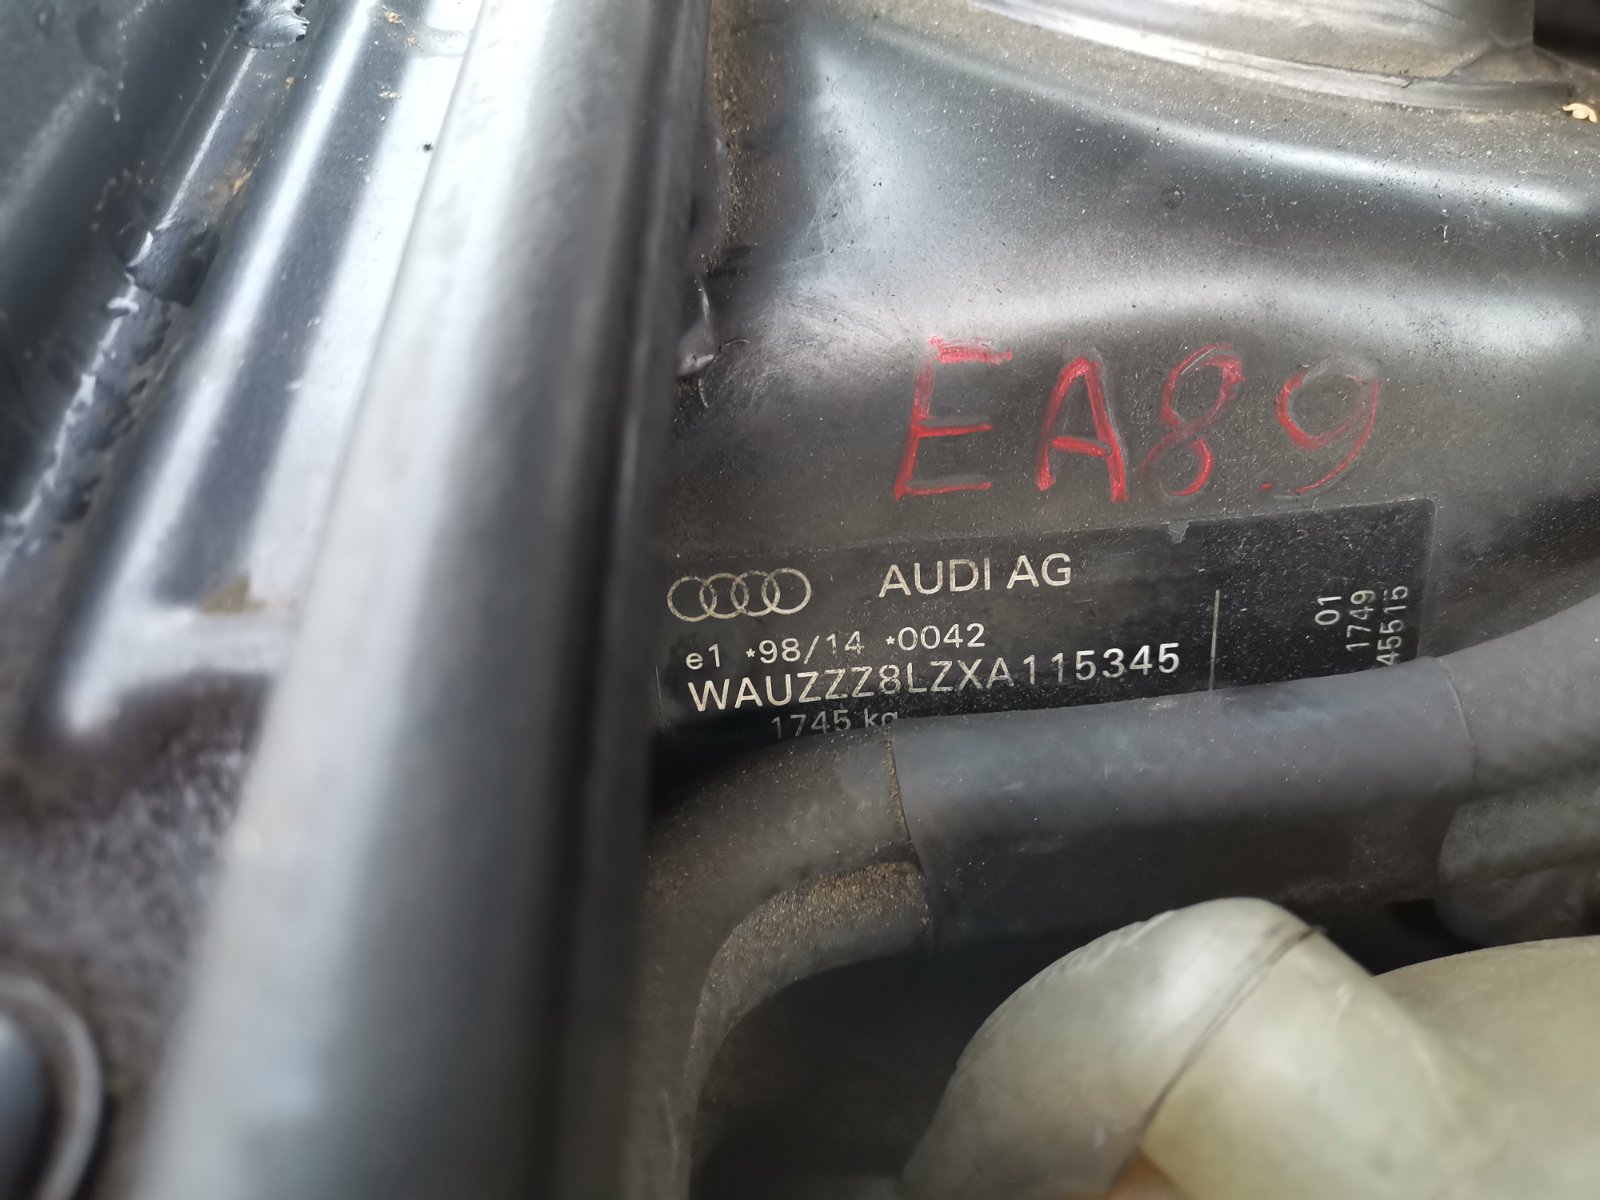 EA89
AUDI AG
e1 *98/14 *0042
WAUZZZ8LZXA115345
1745 kg
01
1749
45515